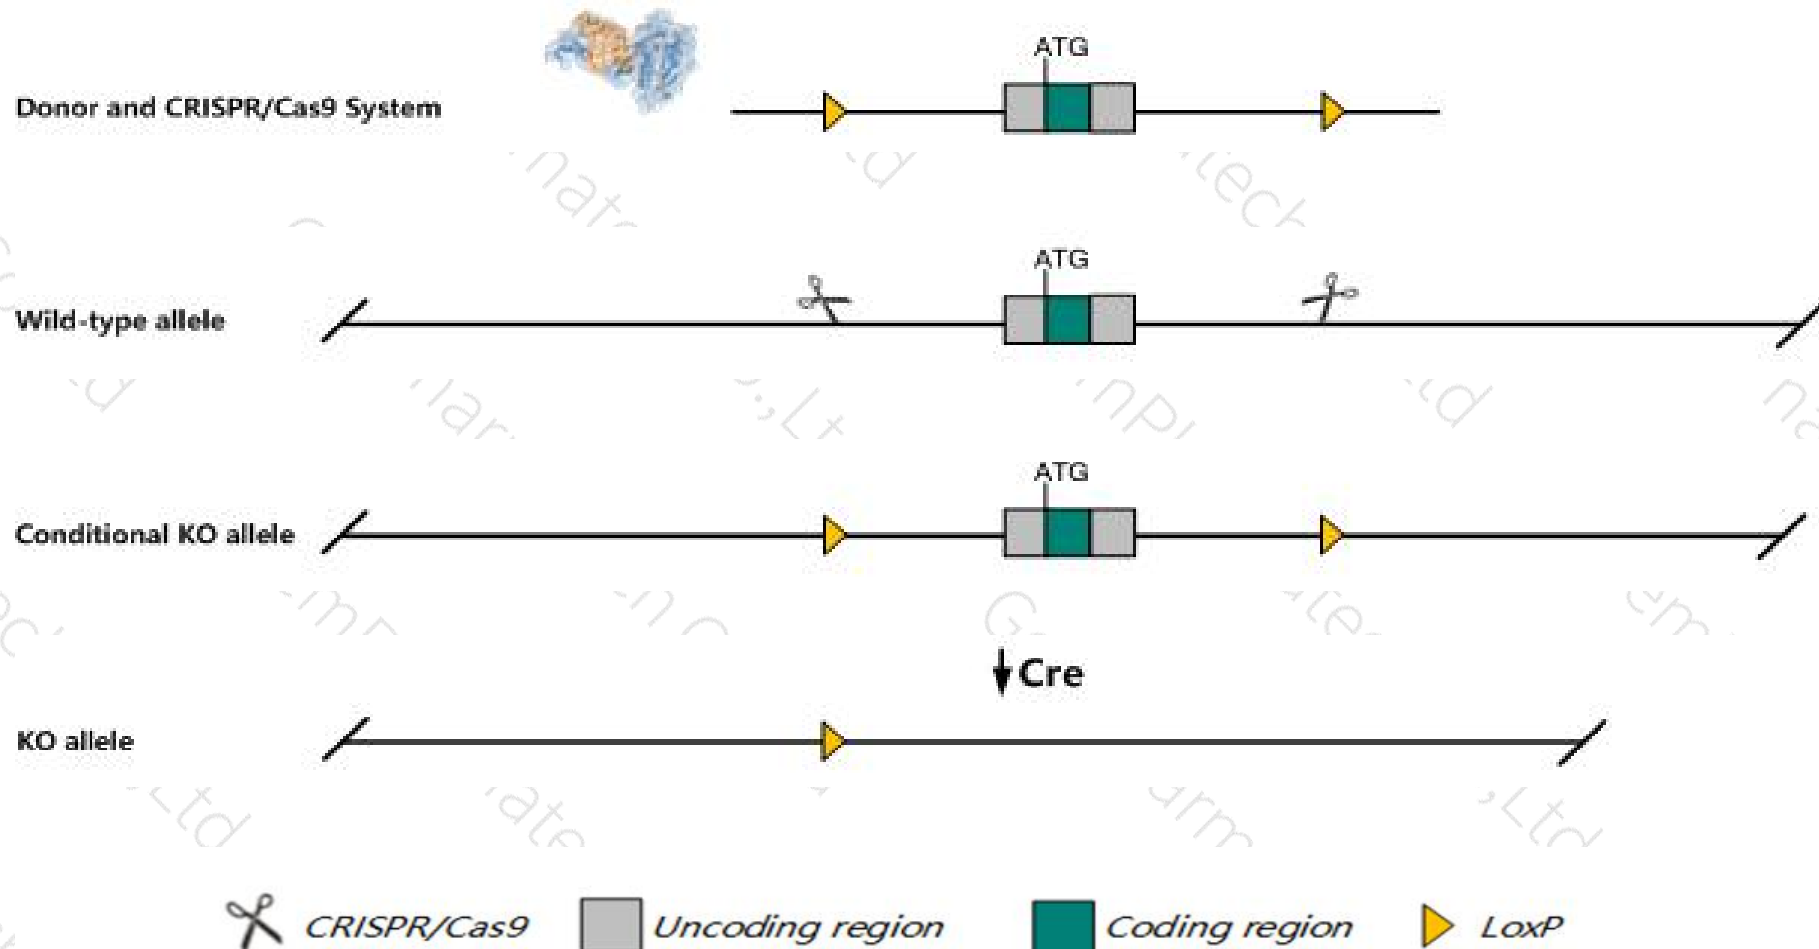 ATG
Donor and CRISPR/Cas9 System
ATG
Wild-type allele
ATG
Conditional KO allele
Cre
KO allele
CRISPR/Cas9 Uncoding region Coding region LoxP